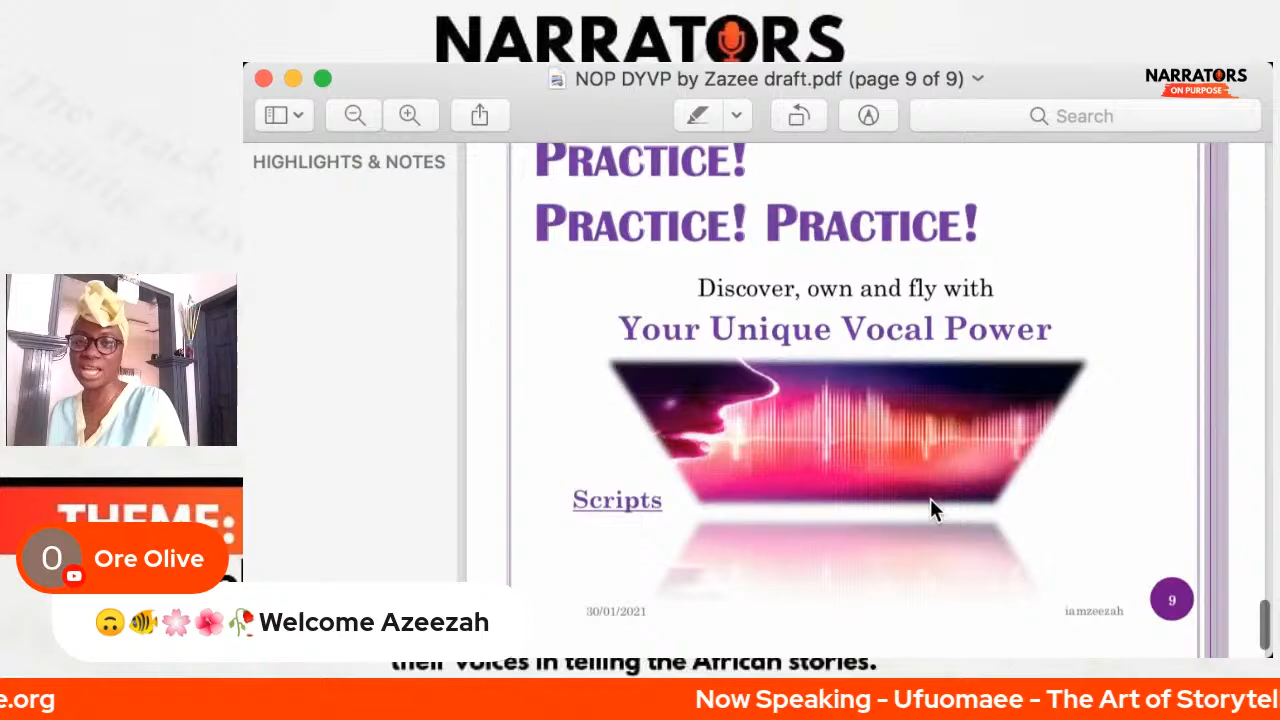 NARRATORS
NOP DYVP by Zazee draft.pdf (page 9 of 9)
NARRATORS
ON PURPOSE
Search
HIGHLIGHTS & NOTES
PRACTICE!
PRACTICE! PRACTICE!
Discover, own and fly with
Your Unique Vocal Power
Scripts
30/01/2021
iamzeezah
9
THEME:
O
Ore Olive
🙃🐠🌸🌺🥀Welcome Azeezah
their voices in telling the African stories.
e.org
Now Speaking - Ufuomaee - The Art of Storytel